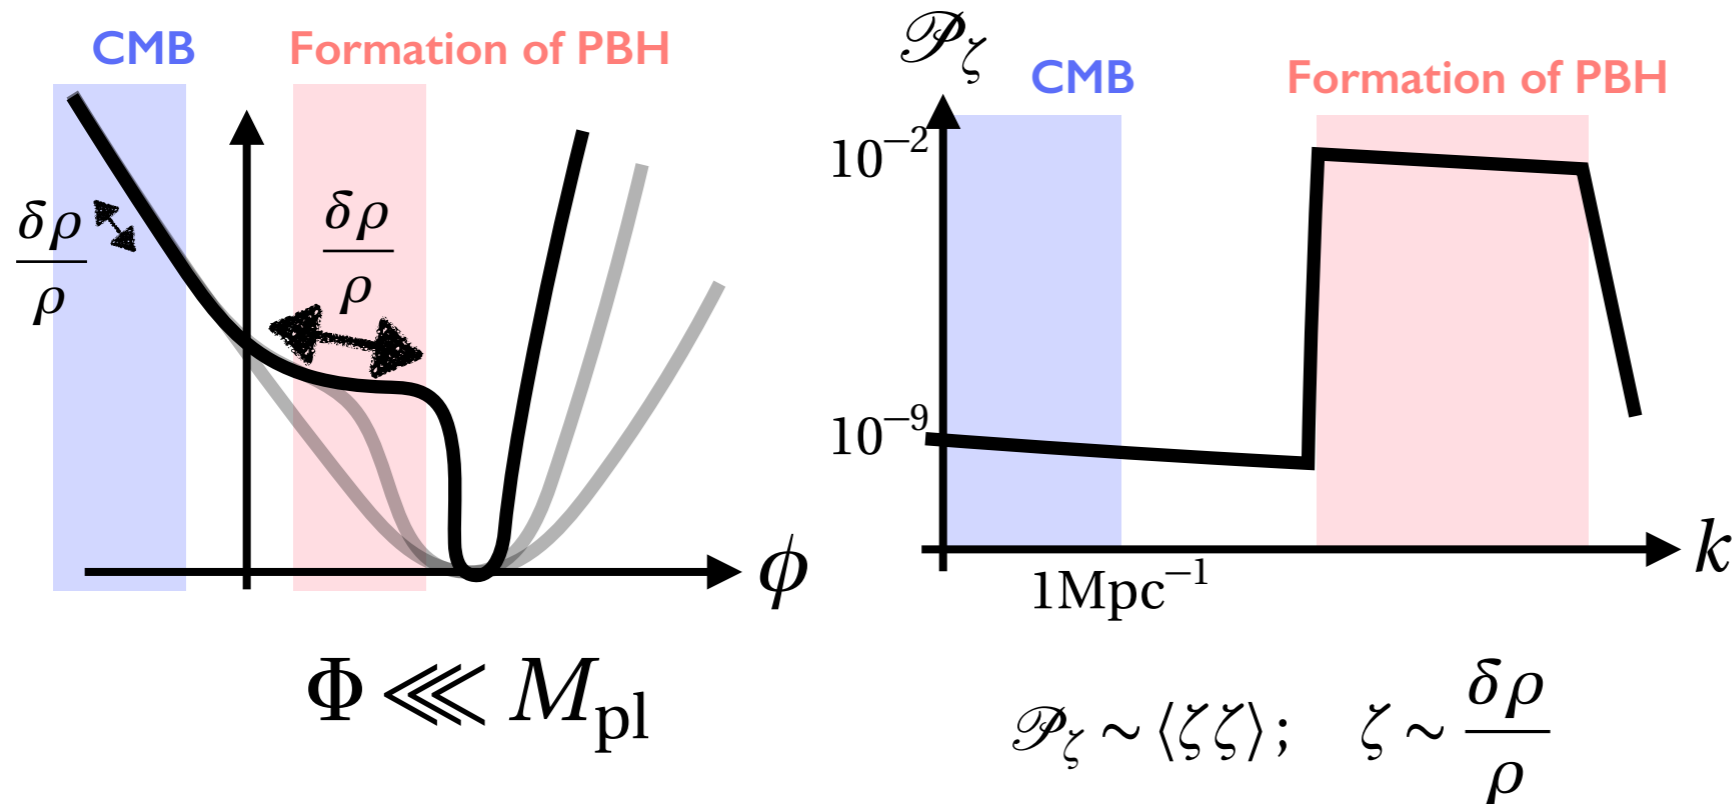 CMB
Formation of PBH
δρ/ρ
δρ/ρ
ϕ
Φ ⋘ M_pl
𝒫_ζ
CMB
Formation of PBH
10⁻²
10⁻⁹
1Mpc⁻¹
k
𝒫_ζ ~ ⟨ζζ⟩; ζ ~ δρ/ρ